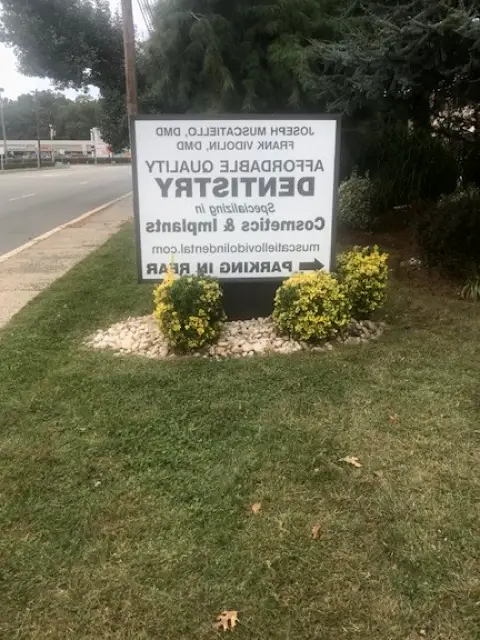 JOSEPH MUSCATIELLO, DMD
FRANK VIDOLIN, DMD
AFFORDABLE QUALITY
DENTISTRY
Specializing in
Cosmetics & Implants
muscatiellovidolindental.com
PARKING IN REAR